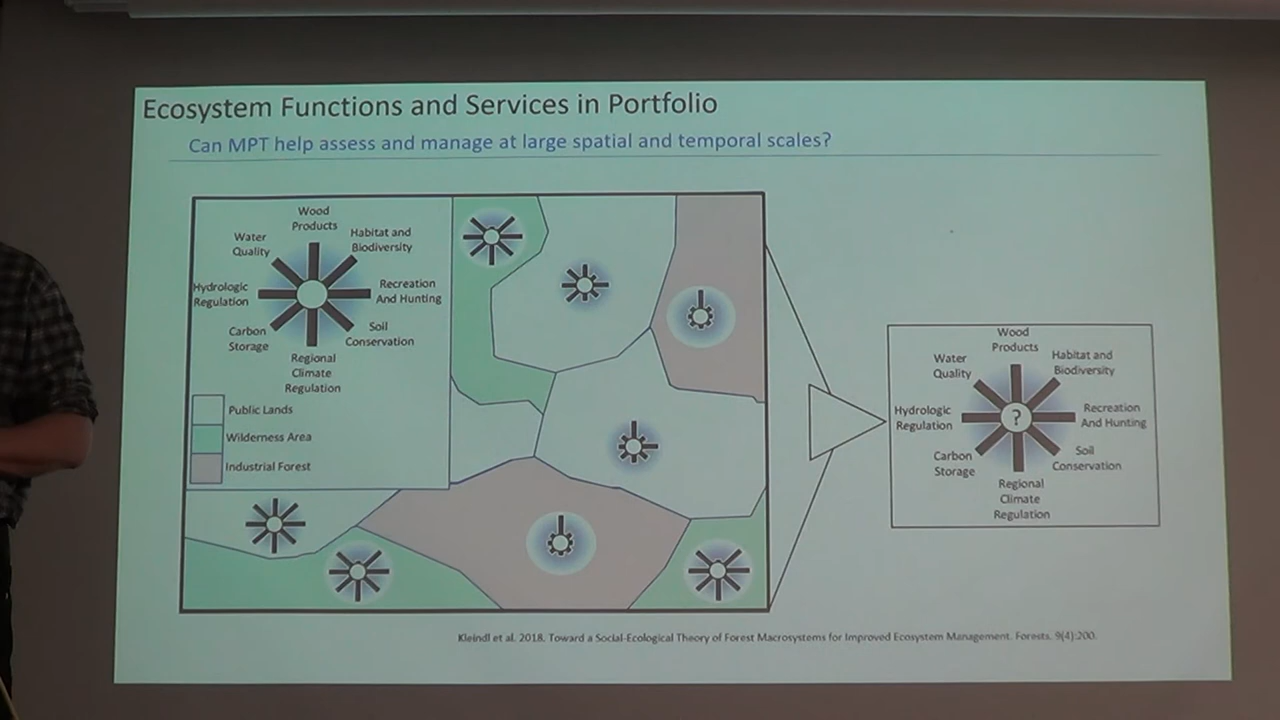 Ecosystem Functions and Services in Portfolio
Can MPT help assess and manage at large spatial and temporal scales?
Wood
Products
Habitat and
Biodiversity
Water
Quality
Recreation
And Hunting
Hydrologic
Regulation
Soil
Conservation
Carbon
Storage
Regional
Climate
Regulation
Public Lands
Wilderness Area
Industrial Forest
Wood
Products
Habitat and
Biodiversity
Water
Quality
Recreation
And Hunting
Hydrologic
Regulation
?
Soil
Conservation
Carbon
Storage
Regional
Climate
Regulation
Kleindl et al. 2018. Toward a Social-Ecological Theory of Forest Macrosystems for Improved Ecosystem Management. Forests. 9(4):200.